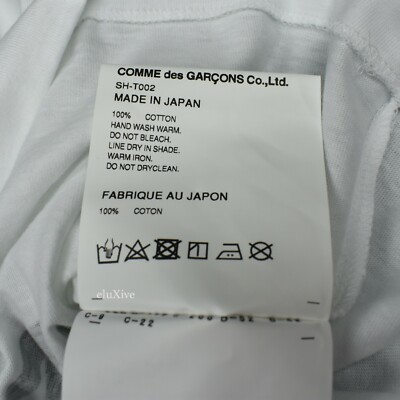 COMME des GARÇONS Co.,Ltd.
SH-T002
MADE IN JAPAN
100% COTTON
HAND WASH WARM.
DO NOT BLEACH.
LINE DRY IN SHADE.
WARM IRON.
DO NOT DRYCLEAN.
FABRIQUE AU JAPON
100% COTON
eluXive
C-22